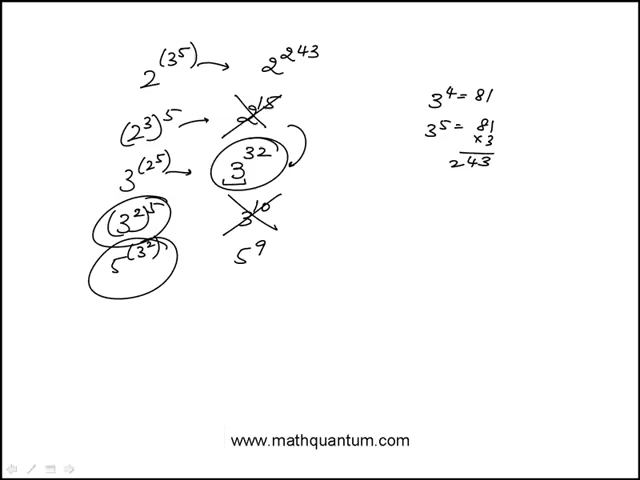 2^(3^5) → 2^243
(2^3)^5 → 2^15
3^(2^5) → 3^32
(3^2)^5 3^10
5^(3^2) 5^9
3^4 = 81
3^5 = 81
×3
243
www.mathquantum.com